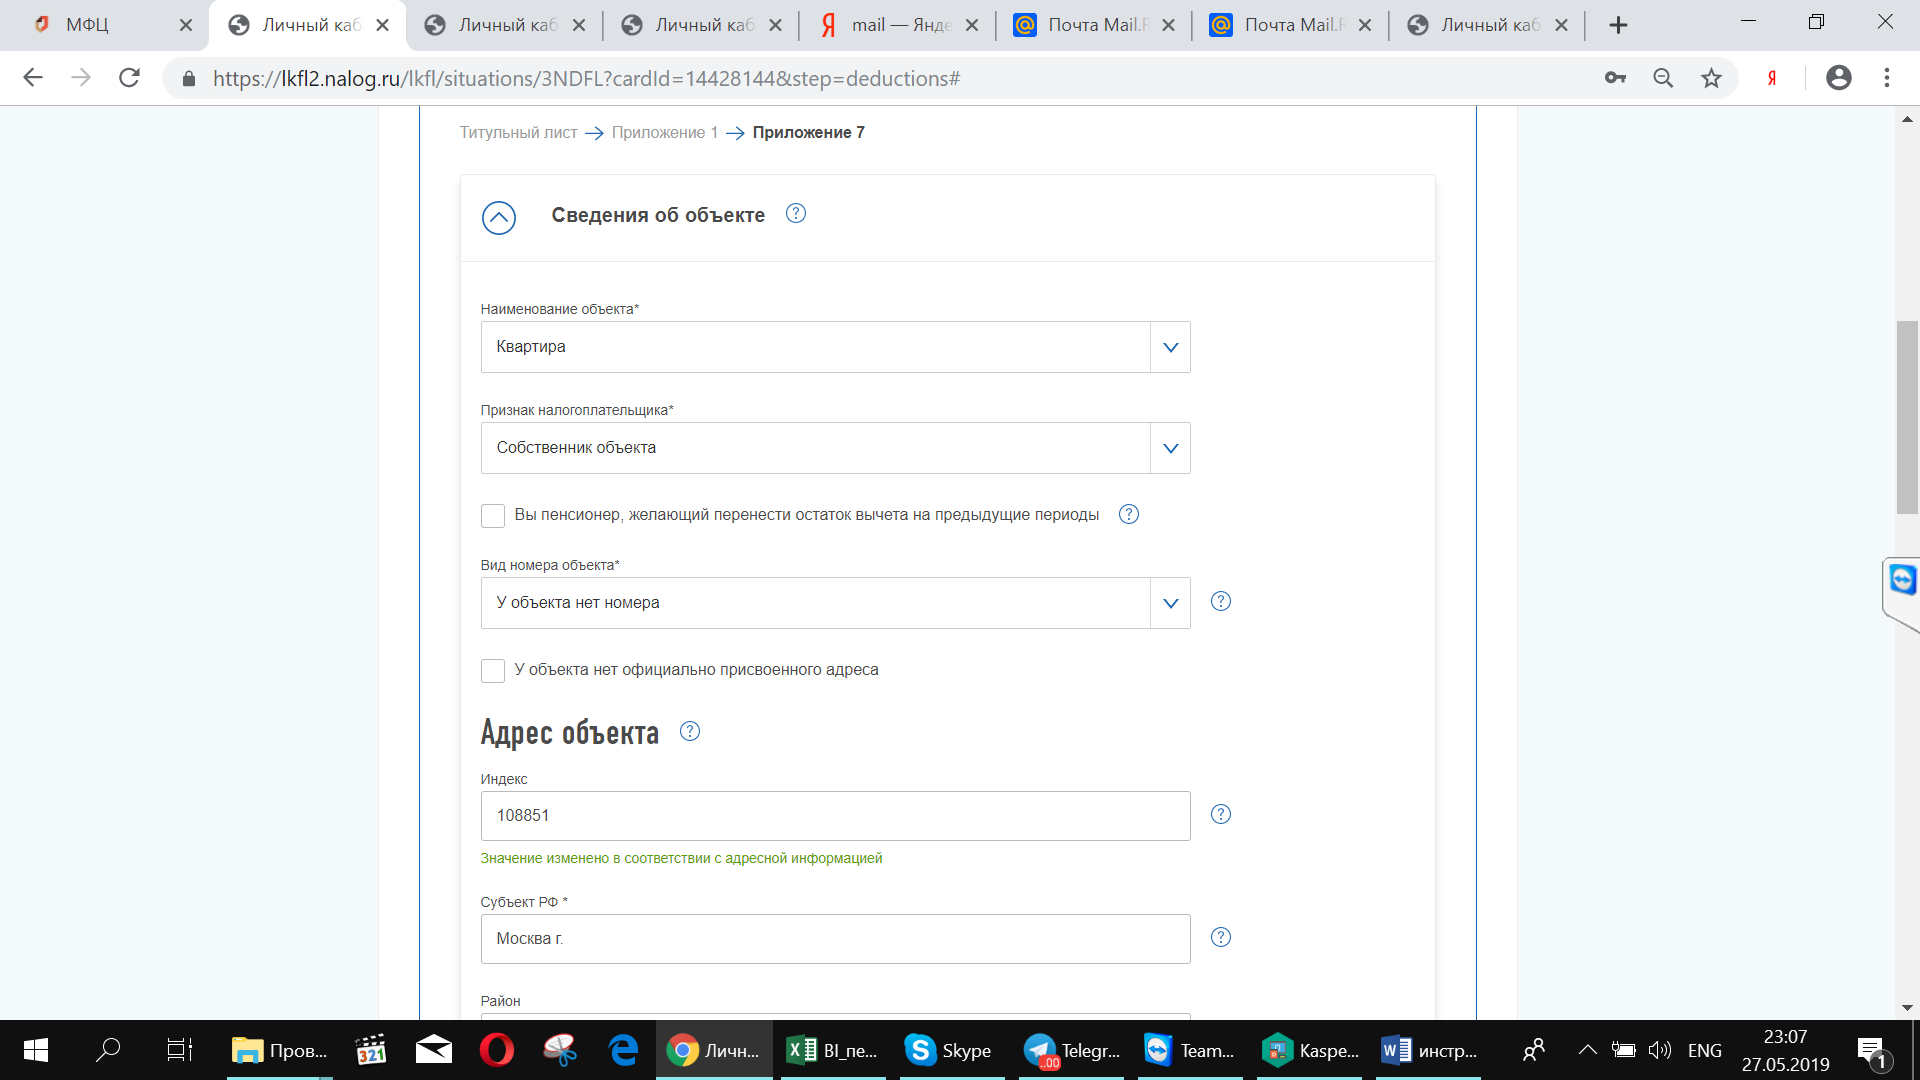 МФЦ
Личный каб
Личный каб
Личный каб
mail — Янде
Почта Mail.R
Почта Mail.R
Личный каб
https://lkfl2.nalog.ru/lkfl/situations/3NDFL?cardId=14428144&step=deductions#
Титульный лист → Приложение 1 → Приложение 7
Сведения об объекте ?
Наименование объекта*
Квартира
Признак налогоплательщика*
Собственник объекта
Вы пенсионер, желающий перенести остаток вычета на предыдущие периоды ?
Вид номера объекта*
У объекта нет номера ?
У объекта нет официально присвоенного адреса
Адрес объекта ?
Индекс
108851 ?
Значение изменено в соответствии с адресной информацией
Субъект РФ *
Москва г. ?
Район
Пров...
321
Личн...
BI_пе...
Skype
Telegr...
..00
Team...
Kaspe...
инстр...
ENG
23:07
27.05.2019
1